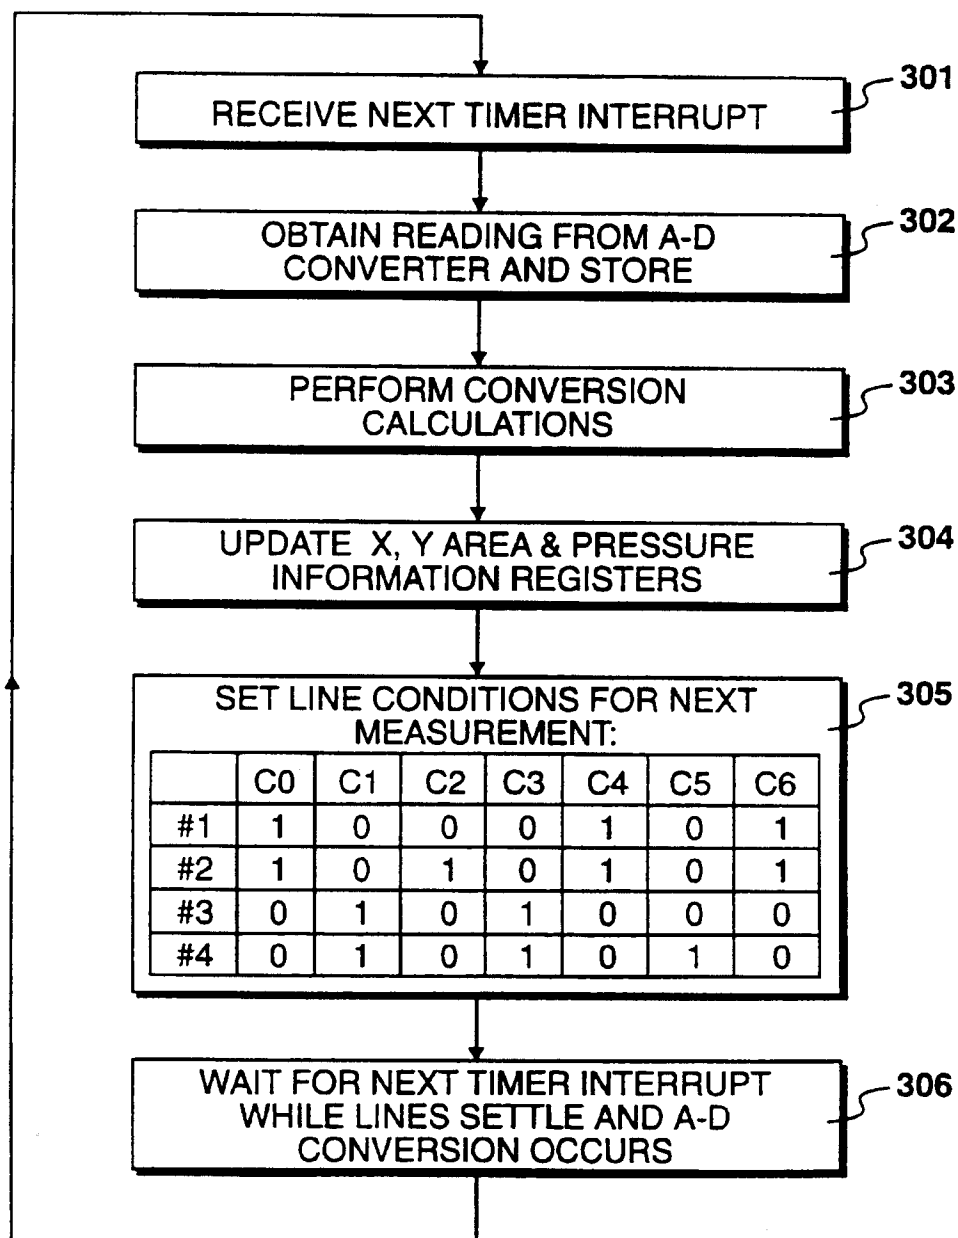 301
RECEIVE NEXT TIMER INTERRUPT
302
OBTAIN READING FROM A-D
CONVERTER AND STORE
303
PERFORM CONVERSION
CALCULATIONS
304
UPDATE X, Y AREA & PRESSURE
INFORMATION REGISTERS
305
SET LINE CONDITIONS FOR NEXT
MEASUREMENT:
C0 C1 C2 C3 C4 C5 C6
#1 1 0 0 0 1 0 1
#2 1 0 1 0 1 0 1
#3 0 1 0 1 0 0 0
#4 0 1 0 1 0 1 0
306
WAIT FOR NEXT TIMER INTERRUPT
WHILE LINES SETTLE AND A-D
CONVERSION OCCURS